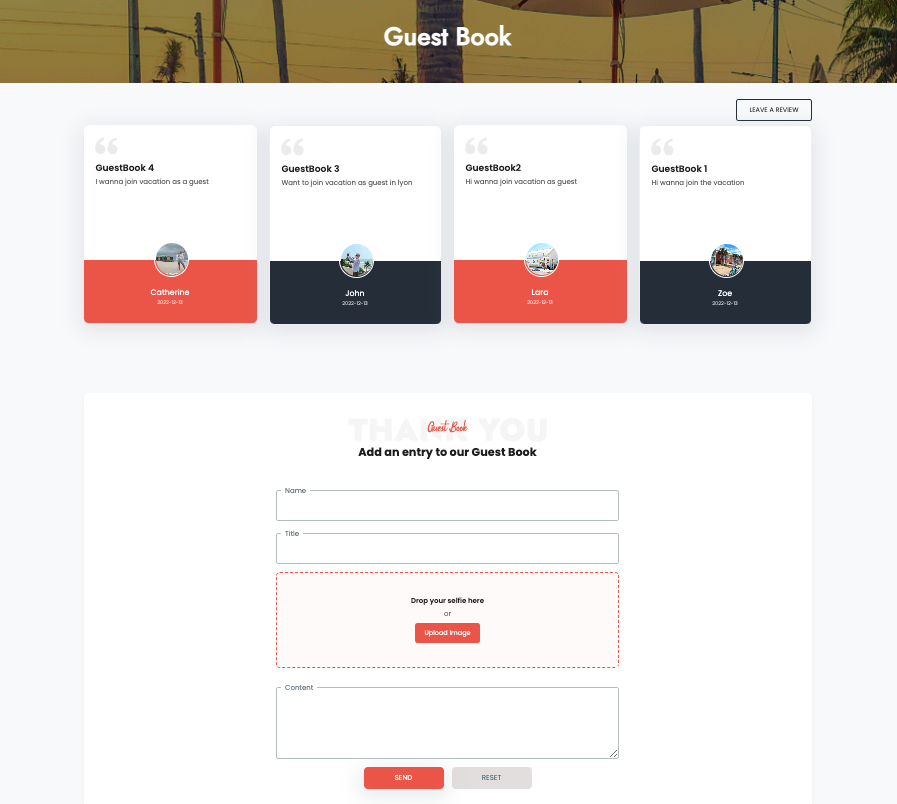 Guest Book
LEAVE A REVIEW
GuestBook 4
I wanna join vacation as a guest
Catherine
2022-12-13
GuestBook 3
Want to join vacation as guest in lyon
John
2022-12-13
GuestBook2
Hi wanna join vacation as guest
Lara
2022-12-13
GuestBook 1
Hi wanna join the vacation
Zoe
2022-12-13
THANK YOU
Guest Book
Add an entry to our Guest Book
Name
Title
Drop your selfie here
or
Upload Image
Content
SEND
RESET